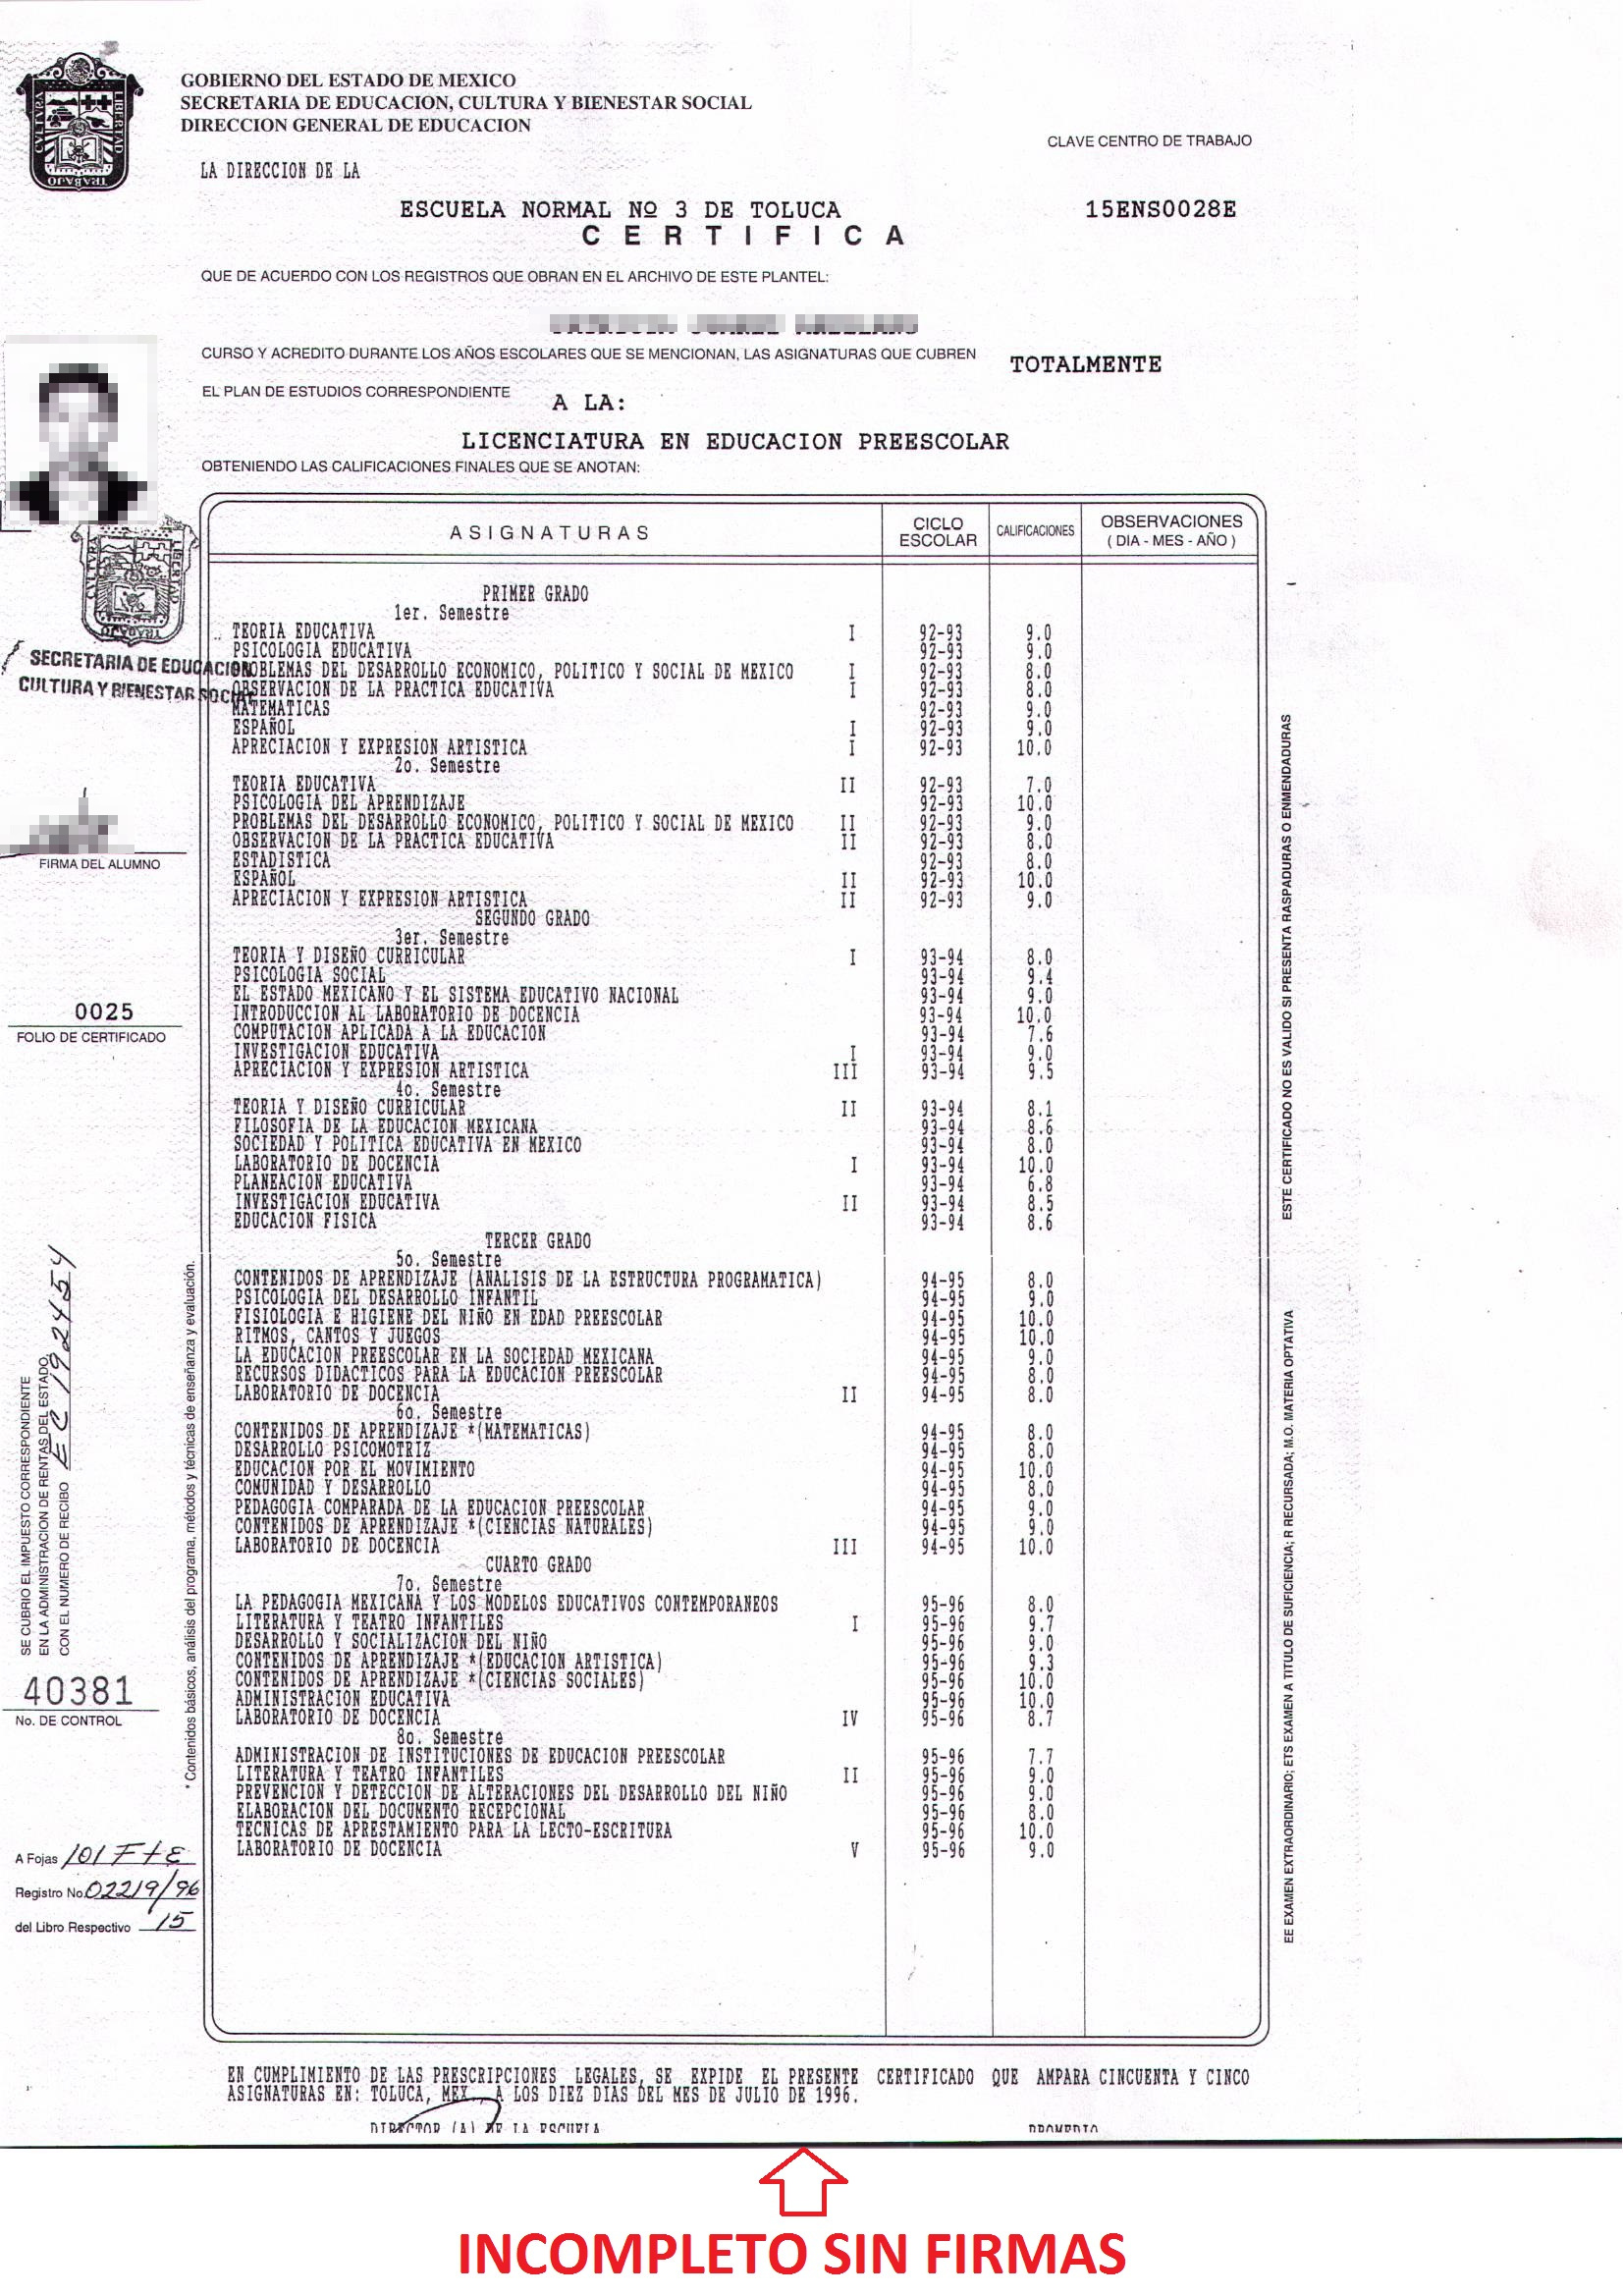 GOBIERNO DEL ESTADO DE MEXICO
SECRETARIA DE EDUCACION, CULTURA Y BIENESTAR SOCIAL
DIRECCION GENERAL DE EDUCACION
CLAVE CENTRO DE TRABAJO
LA DIRECCION DE LA
ESCUELA NORMAL Nº 3 DE TOLUCA 15ENS0028E
CERTIFICA
QUE DE ACUERDO CON LOS REGISTROS QUE OBRAN EN EL ARCHIVO DE ESTE PLANTEL:
CURSO Y ACREDITO DURANTE LOS AÑOS ESCOLARES QUE SE MENCIONAN, LAS ASIGNATURAS QUE CUBREN TOTALMENTE
EL PLAN DE ESTUDIOS CORRESPONDIENTE A LA:
LICENCIATURA EN EDUCACION PREESCOLAR
OBTENIENDO LAS CALIFICACIONES FINALES QUE SE ANOTAN:
ASIGNATURAS CICLO ESCOLAR CALIFICACIONES OBSERVACIONES ( DIA - MES - AÑO )
PRIMER GRADO
1er. Semestre
TEORIA EDUCATIVA I 92-93 9.0
PSICOLOGIA EDUCATIVA 92-93 9.0
PROBLEMAS DEL DESARROLLO ECONOMICO, POLITICO Y SOCIAL DE MEXICO I 92-93 8.0
OBSERVACION DE LA PRACTICA EDUCATIVA I 92-93 8.0
MATEMATICAS 92-93 9.0
ESPAÑOL I 92-93 9.0
APRECIACION Y EXPRESION ARTISTICA I 92-93 10.0
2o. Semestre
TEORIA EDUCATIVA II 92-93 7.0
PSICOLOGIA DEL APRENDIZAJE 92-93 10.0
PROBLEMAS DEL DESARROLLO ECONOMICO, POLITICO Y SOCIAL DE MEXICO II 92-93 9.0
OBSERVACION DE LA PRACTICA EDUCATIVA II 92-93 8.0
ESTADISTICA 92-93 8.0
ESPAÑOL II 92-93 10.0
APRECIACION Y EXPRESION ARTISTICA II 92-93 9.0
SEGUNDO GRADO
3er. Semestre
TEORIA Y DISEÑO CURRICULAR I 93-94 8.0
PSICOLOGIA SOCIAL 93-94 9.4
EL ESTADO MEXICANO Y EL SISTEMA EDUCATIVO NACIONAL 93-94 9.0
INTRODUCCION AL LABORATORIO DE DOCENCIA 93-94 10.0
COMPUTACION APLICADA A LA EDUCACION 93-94 7.6
INVESTIGACION EDUCATIVA I 93-94 9.0
APRECIACION Y EXPRESION ARTISTICA III 93-94 9.5
4o. Semestre
TEORIA Y DISEÑO CURRICULAR II 93-94 8.1
FILOSOFIA DE LA EDUCACION MEXICANA 93-94 8.6
SOCIEDAD Y POLITICA EDUCATIVA EN MEXICO 93-94 8.0
LABORATORIO DE DOCENCIA I 93-94 10.0
PLANEACION EDUCATIVA 93-94 6.8
INVESTIGACION EDUCATIVA II 93-94 8.5
EDUCACION FISICA 93-94 8.6
TERCER GRADO
5o. Semestre
CONTENIDOS DE APRENDIZAJE (ANALISIS DE LA ESTRUCTURA PROGRAMATICA) 94-95 8.0
PSICOLOGIA DEL DESARROLLO INFANTIL 94-95 9.0
FISIOLOGIA E HIGIENE DEL NIÑO EN EDAD PREESCOLAR 94-95 10.0
RITMOS, CANTOS Y JUEGOS 94-95 10.0
LA EDUCACION PREESCOLAR EN LA SOCIEDAD MEXICANA 94-95 9.0
RECURSOS DIDACTICOS PARA LA EDUCACION PREESCOLAR 94-95 8.0
LABORATORIO DE DOCENCIA II 94-95 8.0
6o. Semestre
CONTENIDOS DE APRENDIZAJE *(MATEMATICAS) 94-95 8.0
DESARROLLO PSICOMOTRIZ 94-95 8.0
EDUCACION POR EL MOVIMIENTO 94-95 10.0
COMUNIDAD Y DESARROLLO 94-95 8.0
PEDAGOGIA COMPARADA DE LA EDUCACION PREESCOLAR 94-95 9.0
CONTENIDOS DE APRENDIZAJE *(CIENCIAS NATURALES) 94-95 9.0
LABORATORIO DE DOCENCIA III 94-95 10.0
CUARTO GRADO
7o. Semestre
LA PEDAGOGIA MEXICANA Y LOS MODELOS EDUCATIVOS CONTEMPORANEOS 95-96 8.0
LITERATURA Y TEATRO INFANTILES I 95-96 9.7
DESARROLLO Y SOCIALIZACION DEL NIÑO 95-96 9.0
CONTENIDOS DE APRENDIZAJE *(EDUCACION ARTISTICA) 95-96 9.3
CONTENIDOS DE APRENDIZAJE *(CIENCIAS SOCIALES) 95-96 10.0
ADMINISTRACION EDUCATIVA 95-96 10.0
LABORATORIO DE DOCENCIA IV 95-96 8.7
8o. Semestre
ADMINISTRACION DE INSTITUCIONES DE EDUCACION PREESCOLAR 95-96 7.7
LITERATURA Y TEATRO INFANTILES II 95-96 9.0
PREVENCION Y DETECCION DE ALTERACIONES DEL DESARROLLO DEL NIÑO 95-96 9.0
ELABORACION DEL DOCUMENTO RECEPCIONAL 95-96 8.0
TECNICAS DE APRESTAMIENTO PARA LA LECTO-ESCRITURA 95-96 10.0
LABORATORIO DE DOCENCIA V 95-96 9.0
EN CUMPLIMIENTO DE LAS PRESCRIPCIONES LEGALES, SE EXPIDE EL PRESENTE CERTIFICADO QUE AMPARA CINCUENTA Y CINCO
ASIGNATURAS EN: TOLUCA, MEX., A LOS DIEZ DIAS DEL MES DE JULIO DE 1996.
DIRECTOR (A) DE LA ESCUELA PROMEDIO
CULTURA
LIBERTAD
TRABAJO
CULTURA
LIBERTAD
TRABAJO
SECRETARIA DE EDUCACION
CULTURA Y BIENESTAR SOCIAL
FIRMA DEL ALUMNO
0025
FOLIO DE CERTIFICADO
SE CUBRIO EL IMPUESTO CORRESPONDIENTE
EN LA ADMINISTRACION DE RENTAS DEL ESTADO,
CON EL NUMERO DE RECIBO EC 192454
* Contenidos básicos, análisis del programa, métodos y técnicas de enseñanza y evaluación.
40381
No. DE CONTROL
A Fojas 101 F+E
Registro No. 02219/96
del Libro Respectivo 15
ESTE CERTIFICADO NO ES VALIDO SI PRESENTA RASPADURAS O ENMENDADURAS
EE EXAMEN EXTRAORDINARIO; ETS EXAMEN A TITULO DE SUFICIENCIA; R RECURSADA; M.O. MATERIA OPTATIVA
INCOMPLETO SIN FIRMAS